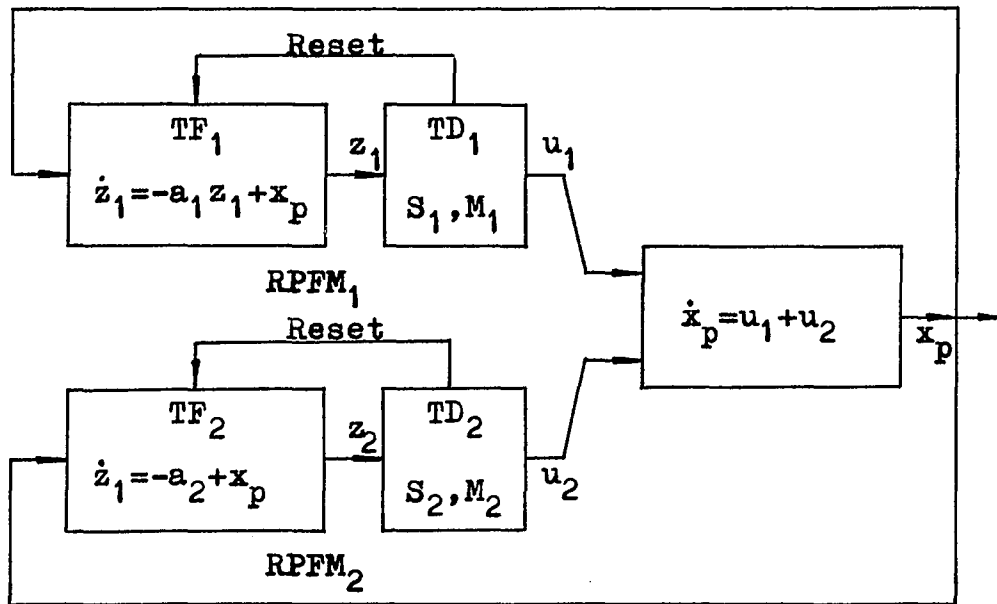 Reset
TF₁
ż₁=-a₁z₁+xₚ
z₁
TD₁
S₁,M₁
u₁
RPFM₁
ẋₚ=u₁+u₂
xₚ
Reset
TF₂
ż₁=-a₂+xₚ
z₂
TD₂
S₂,M₂
u₂
RPFM₂